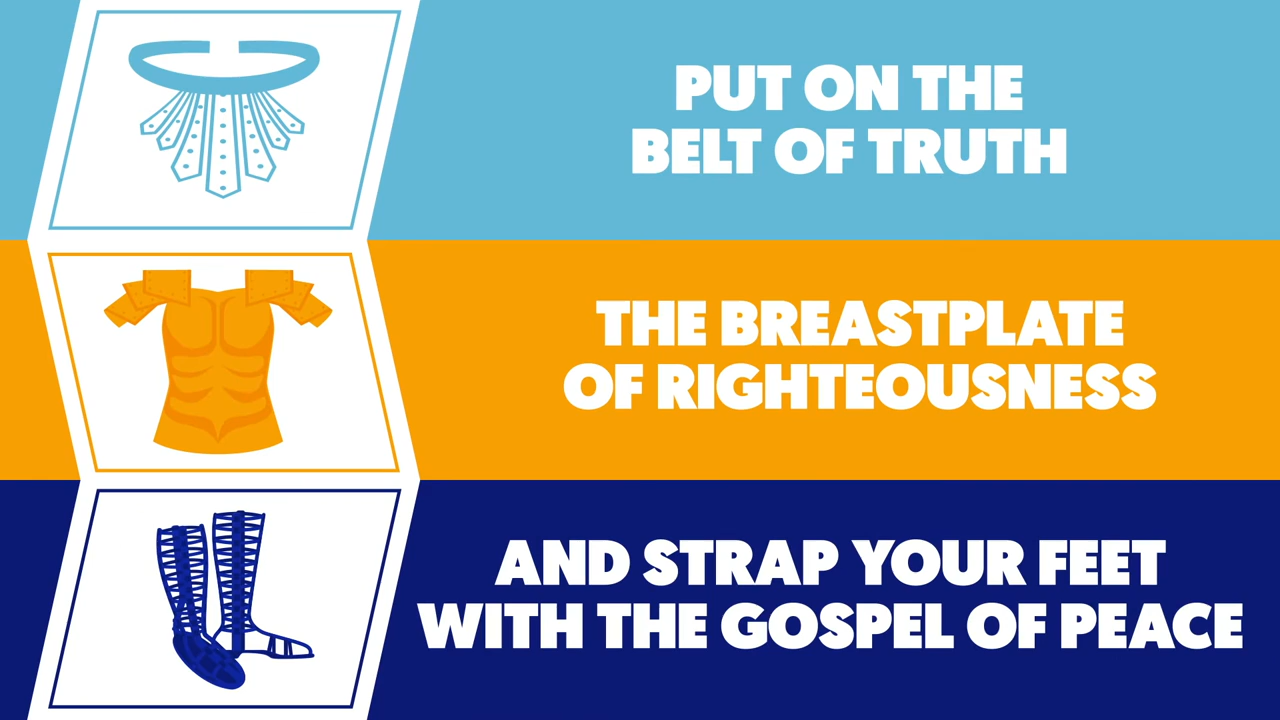 PUT ON THE
BELT OF TRUTH
THE BREASTPLATE
OF RIGHTEOUSNESS
AND STRAP YOUR FEET
WITH THE GOSPEL OF PEACE